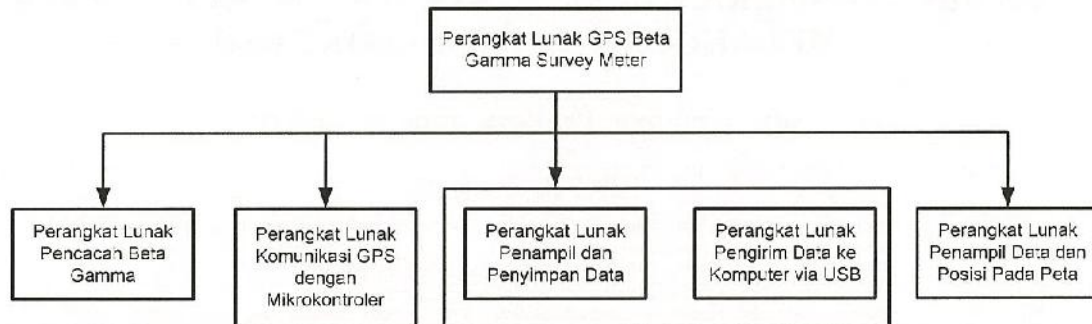 Perangkat Lunak GPS Beta
Gamma Survey Meter
Perangkat Lunak
Pencacah Beta
Gamma
Perangkat Lunak
Komunikasi GPS
dengan
Mikrokontroler
Perangkat Lunak
Penampil dan
Penyimpan Data
Perangkat Lunak
Pengirim Data ke
Komputer via USB
Perangkat Lunak
Penampil Data dan
Posisi Pada Peta